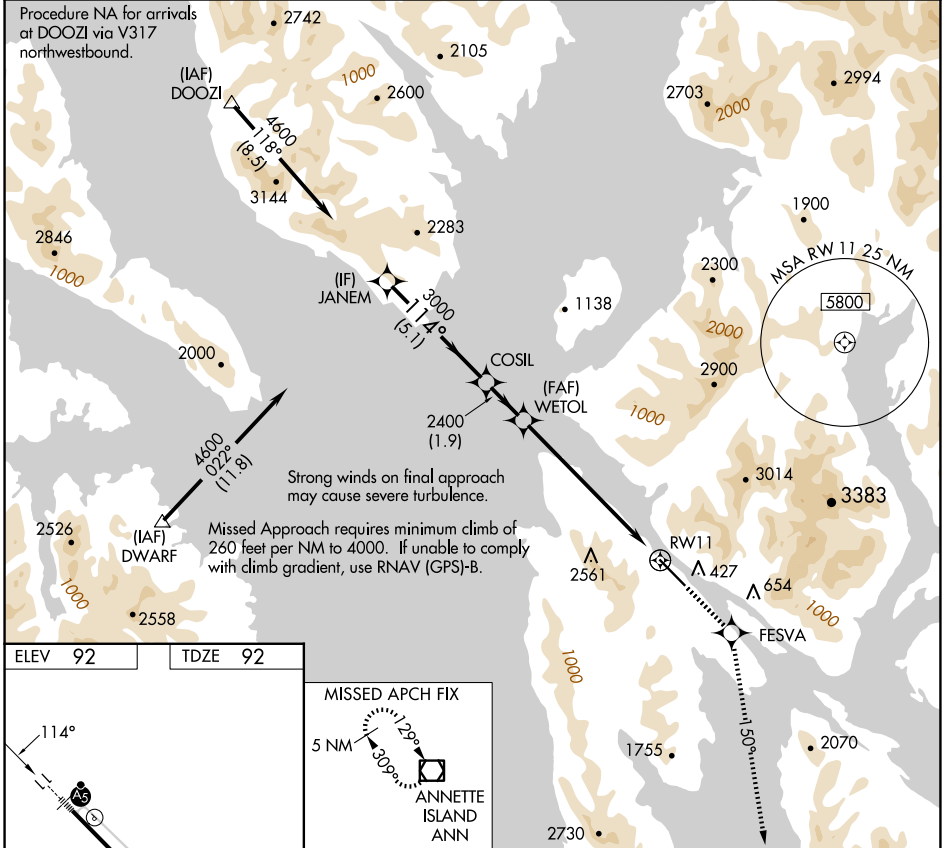 Procedure NA for arrivals
at DOOZI via V317
northwestbound.
2742
2105
(IAF)
DOOZI
1000
2600
2703
2000
2994
4600
118°
(8.5)
3144
2283
1900
2846
1000
(IF)
JANEM
3000
114°
(5.1)
2300
MSA RW 11 25 NM
5800
1138
2000
COSIL
2000
(FAF)
WETOL
2900
2400
(1.9)
1000
4600
022°
(11.8)
Strong winds on final approach
may cause severe turbulence.
3014
3383
2526
(IAF)
DWARF
Missed Approach requires minimum climb of
260 feet per NM to 4000. If unable to comply
with climb gradient, use RNAV (GPS)-B.
RW11
2561
427
654
1000
1000
2558
FESVA
ELEV 92
TDZE 92
1000
MISSED APCH FIX
114°
5 NM
129°
309°
150°
1755
2070
A5
P
ANNETTE
ISLAND
ANN
2730